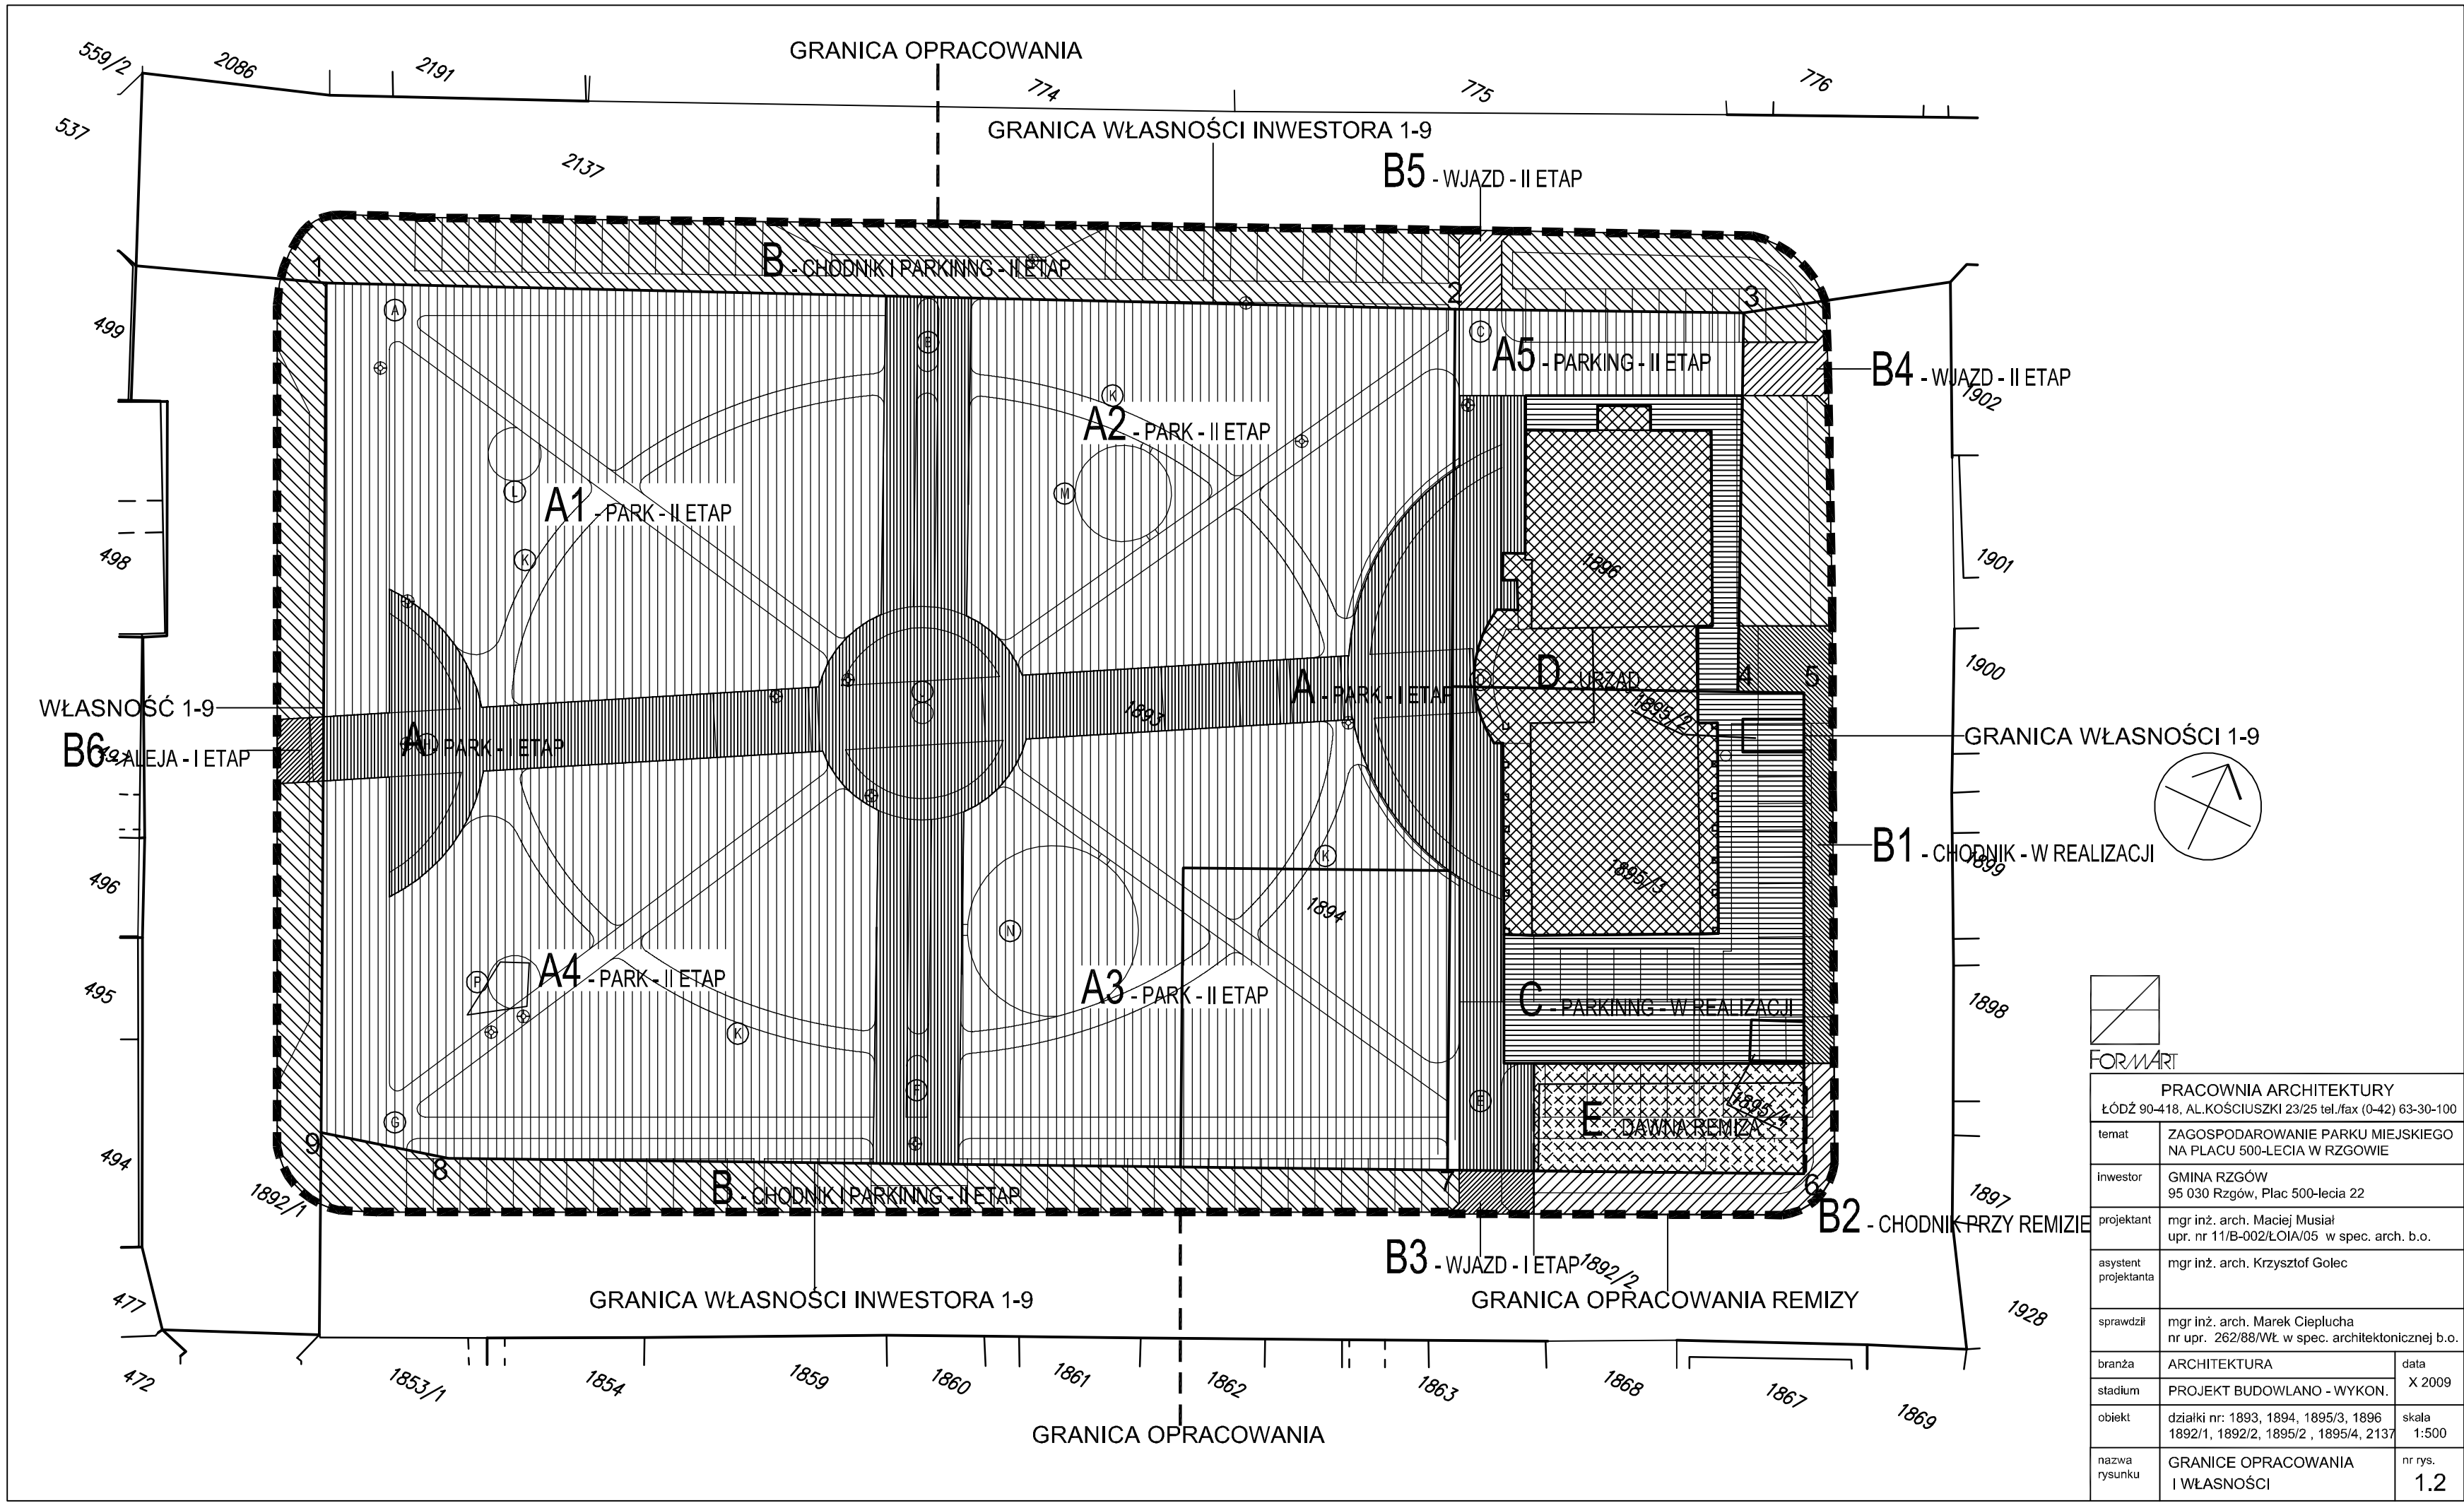 GRANICA OPRACOWANIA
559/2
2086
2191
774
775
776
537
2137
GRANICA WŁASNOŚCI INWESTORA 1-9
B5 - WJAZD - II ETAP
B - CHODNIK I PARKINNG - II ETAP
1
2
3
A
B
C
499
A5 - PARKING - II ETAP
B4 - WJAZD - II ETAP
1902
K
A2 - PARK - II ETAP
L
M
A1 - PARK - II ETAP
498
K
1896
1901
D - URZĄD
4
5
1900
WŁASNOŚĆ 1-9
J
1893
A - PARK - I ETAP
1895/2
GRANICA WŁASNOŚCI 1-9
B6 - ALEJA - I ETAP
A - PARK - I ETAP
B1 - CHODNIK - W REALIZACJI
1899
K
496
1895/3
1894
N
A4 - PARK - II ETAP
P
A3 - PARK - II ETAP
495
C - PARKINNG - W REALIZACJI
1898
K
FORMART
F
E
G
1895/4
E - DAWNA REMIZA
9
8
7
6
494
1892/1
B - CHODNIK I PARKINNG - II ETAP
1897
B2 - CHODNIK PRZY REMIZIE
B3 - WJAZD - I ETAP
1892/2
477
GRANICA WŁASNOŚCI INWESTORA 1-9
GRANICA OPRACOWANIA REMIZY
1928
472
1853/1
1854
1859
1860
1861
1862
1863
1868
1867
1869
GRANICA OPRACOWANIA
PRACOWNIA ARCHITEKTURY
ŁÓDŹ 90-418, AL.KOŚCIUSZKI 23/25 tel./fax (0-42) 63-30-100
temat
ZAGOSPODAROWANIE PARKU MIEJSKIEGO
NA PLACU 500-LECIA W RZGOWIE
inwestor
GMINA RZGÓW
95 030 Rzgów, Plac 500-lecia 22
projektant
mgr inż. arch. Maciej Musiał
upr. nr 11/B-002/ŁOIA/05 w spec. arch. b.o.
asystent
projektanta
mgr inż. arch. Krzysztof Golec
sprawdził
mgr inż. arch. Marek Cieplucha
nr upr. 262/88/WŁ w spec. architektonicznej b.o.
branża
ARCHITEKTURA
data
X 2009
stadium
PROJEKT BUDOWLANO - WYKON.
obiekt
działki nr: 1893, 1894, 1895/3, 1896
1892/1, 1892/2, 1895/2 , 1895/4, 2137
skala
1:500
nazwa
rysunku
GRANICE OPRACOWANIA
I WŁASNOŚCI
nr rys.
1.2